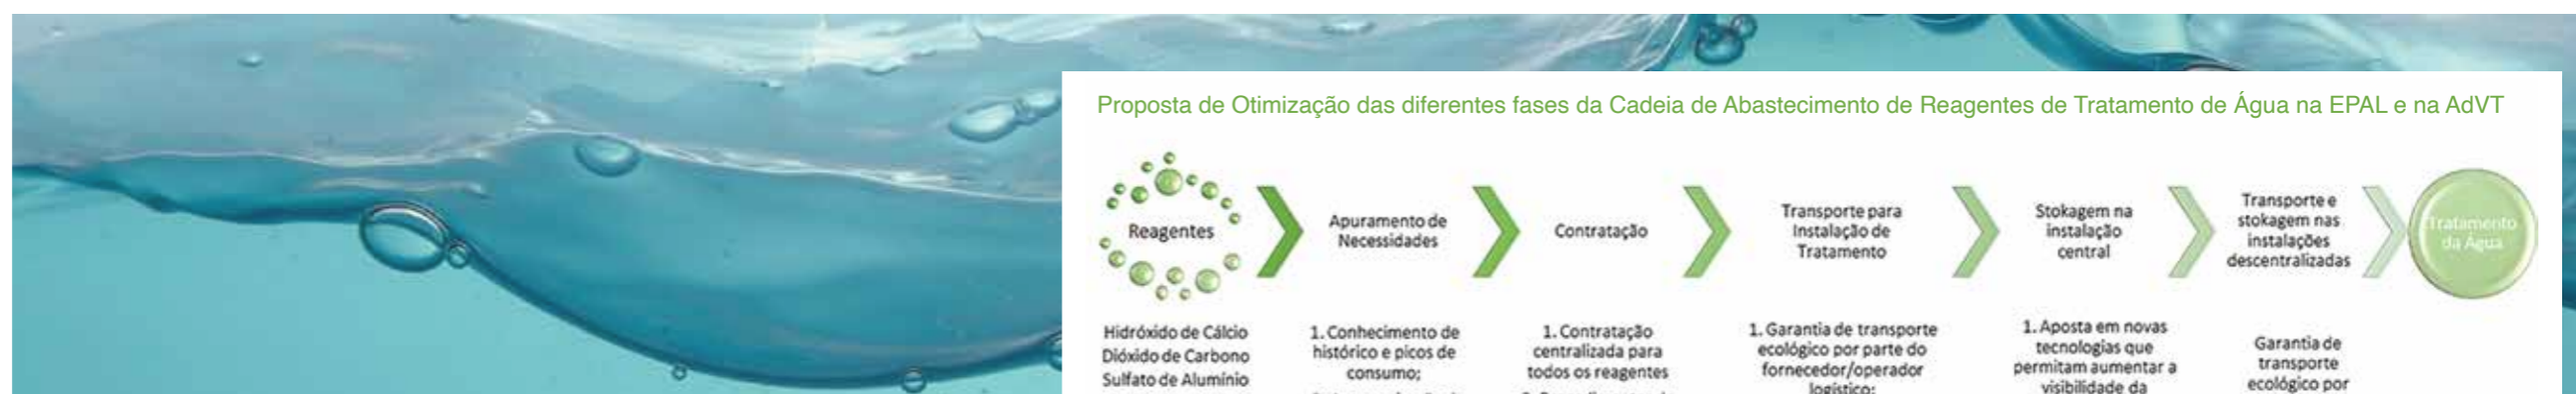 Proposta de Otimização das diferentes fases da Cadeia de Abastecimento de Reagentes de Tratamento de Água na EPAL e na AdVT
Reagentes
Apuramento de
Necessidades
Contratação
Transporte para
Instalação de
Tratamento
Stokagem na
instalação
central
Transporte e
stokagem nas
instalações
descentralizadas
Tratamento
da Água
Hidróxido de Cálcio
Dióxido de Carbono
Sulfato de Alumínio
1. Conhecimento de
histórico e picos de
consumo;
1. Contratação
centralizada para
todos os reagentes
1. Garantia de transporte
ecológico por parte do
fornecedor/operador
logístico;
1. Aposta em novas
tecnologias que
permitam aumentar a
visibilidade da
Garantia de
transporte
ecológico por